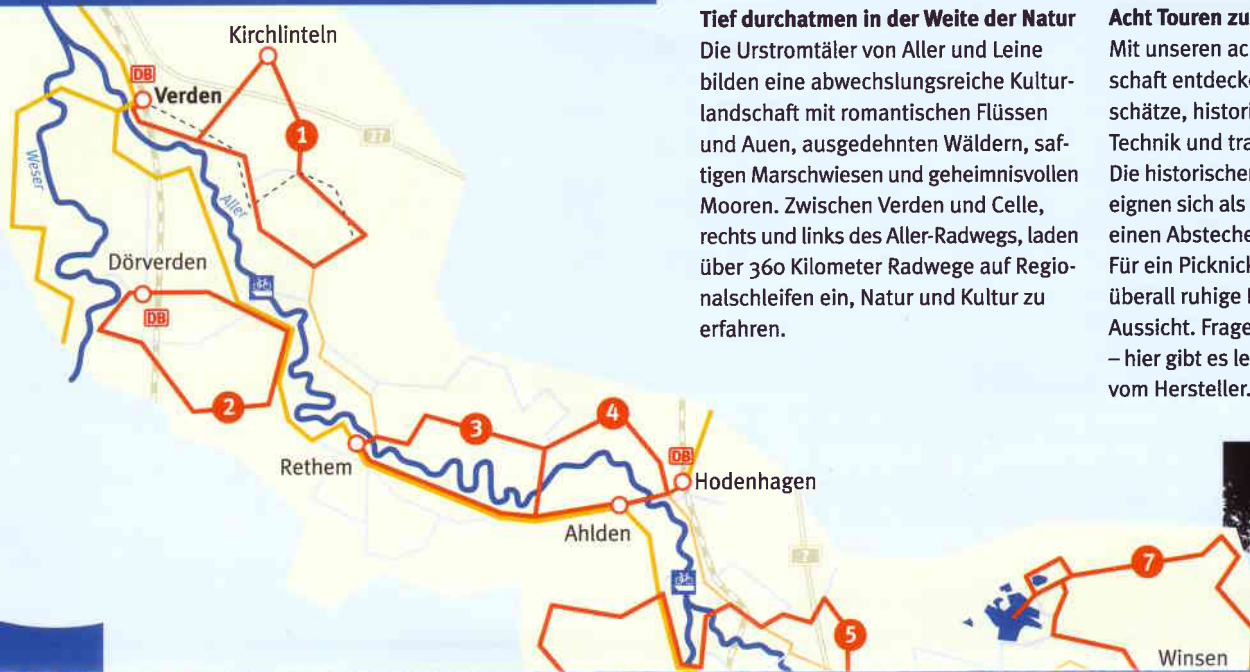 Kirchlinteln
DB
Verden
1
27
Weser
Aller
Dörverden
DB
2
3
4
DB
Rethem
Hodenhagen
Ahlden
7
5
7
Winsen
Tief durchatmen in der Weite der Natur
Die Urstromtäler von Aller und Leine
bilden eine abwechslungsreiche Kultur-
landschaft mit romantischen Flüssen
und Auen, ausgedehnten Wäldern, saf-
tigen Marschwiesen und geheimnisvollen
Mooren. Zwischen Verden und Celle,
rechts und links des Aller-Radwegs, laden
über 360 Kilometer Radwege auf Regio-
nalschleifen ein, Natur und Kultur zu
erfahren.
Acht Touren zu
Mit unseren ac
schaft entdeck
schätze, histori
Technik und tra
Die historische
eignen sich als
einen Absteche
Für ein Picknick
überall ruhige
Aussicht. Frage
– hier gibt es le
vom Hersteller.